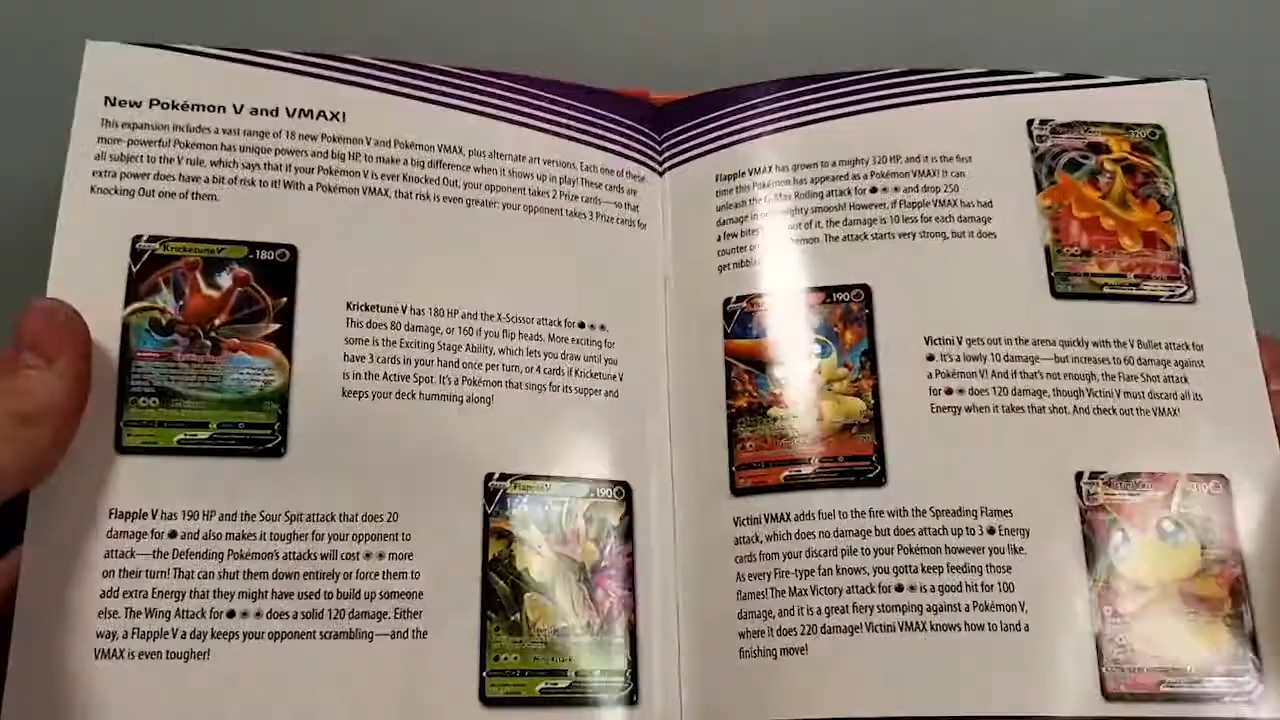 New Pokémon V and VMAX!
This expansion includes a vast range of 18 new Pokémon V and Pokémon VMAX, plus alternate art versions. Each one of these
more-powerful Pokémon has unique powers and big HP, to make a big difference when it shows up in play! These cards are
all subject to the V rule, which says that if your Pokémon V is ever Knocked Out, your opponent takes 2 Prize cards—so that
extra power does have a bit of risk to it! With a Pokémon VMAX, that risk is even greater: your opponent takes 3 Prize cards for
Knocking Out one of them.
Kricketune V
180
Kricketune V has 180 HP and the X-Scissor attack for
This does 80 damage, or 160 if you flip heads. More exciting for
some is the Exciting Stage Ability, which lets you draw until you
have 3 cards in your hand once per turn, or 4 cards if Kricketune V
is in the Active Spot. It's a Pokémon that sings for its supper and
keeps your deck humming along!
Flapple V has 190 HP and the Sour Spit attack that does 20
damage for and also makes it tougher for your opponent to
attack—the Defending Pokémon's attacks will cost more
on their turn! That can shut them down entirely or force them to
add extra Energy that they might have used to build up someone
else. The Wing Attack for does a solid 120 damage. Either
way, a Flapple V a day keeps your opponent scrambling—and the
VMAX is even tougher!
Flapple V
190
Wing Attack
Flapple VMAX has grown to a mighty 320 HP, and it is the first
time this Pokémon has appeared as a Pokémon VMAX! It can
unleash the Rolling attack for and drop 250
damage in smoosh! However, if Flapple VMAX has had
a few bites out of it, the damage is 10 less for each damage
counter The attack starts very strong, but it does
get
320
190
Victini V gets out in the arena quickly with the V Bullet attack for
It's a lowly 10 damage—but increases to 60 damage against
a Pokémon V! And if that's not enough, the Flare Shot attack
for does 120 damage, though Victini V must discard all its
Energy when it takes that shot. And check out the VMAX!
Victini VMAX adds fuel to the fire with the Spreading Flames
attack, which does no damage but does attach up to 3 Energy
cards from your discard pile to your Pokémon however you like.
As every Fire-type fan knows, you gotta keep feeding those
flames! The Max Victory attack for is a good hit for 100
damage, and it is a great fiery stomping against a Pokémon V,
where it does 220 damage! Victini VMAX knows how to land a
finishing move!
Victini
310